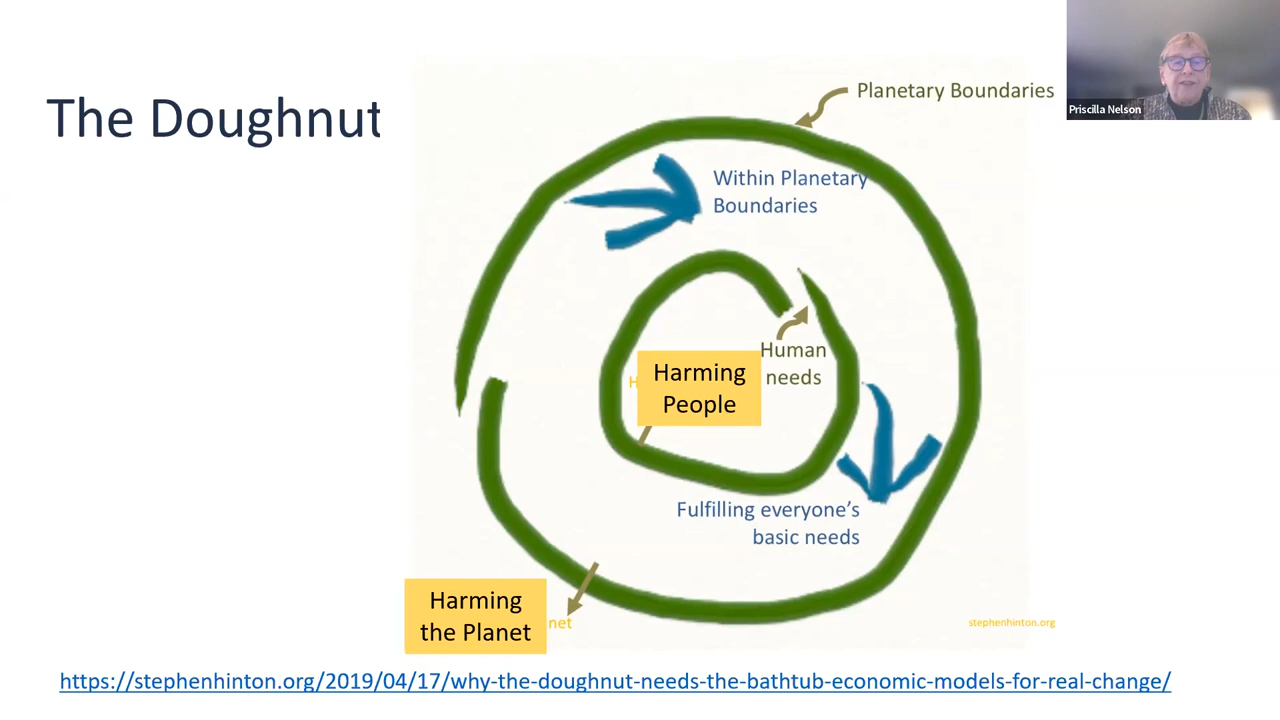 The Doughnut
Planetary Boundaries
Priscilla Nelson
Within Planetary
Boundaries
Human
needs
H
Harming
People
Fulfilling everyone’s
basic needs
Harming
the Planet
net
stephenhinton.org
https://stephenhinton.org/2019/04/17/why-the-doughnut-needs-the-bathtub-economic-models-for-real-change/